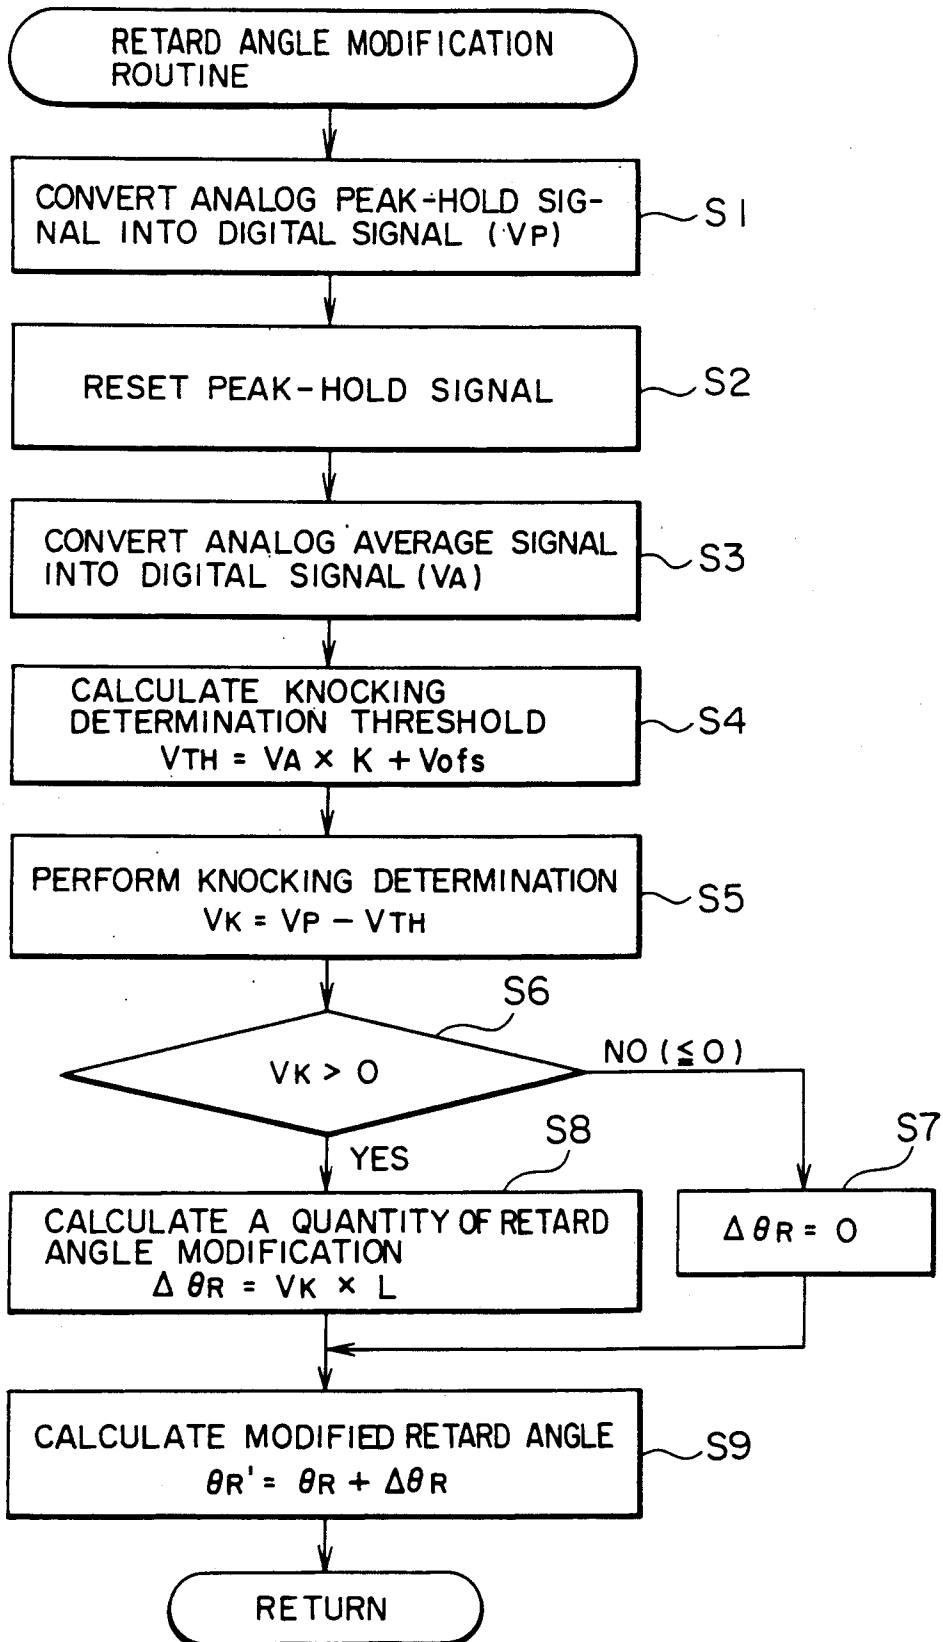 RETARD ANGLE MODIFICATION
ROUTINE
CONVERT ANALOG PEAK-HOLD SIG-
NAL INTO DIGITAL SIGNAL (VP)
S1
RESET PEAK-HOLD SIGNAL
S2
CONVERT ANALOG AVERAGE SIGNAL
INTO DIGITAL SIGNAL (VA)
S3
CALCULATE KNOCKING
DETERMINATION THRESHOLD
VTH = VA × K + Vofs
S4
PERFORM KNOCKING DETERMINATION
VK = VP - VTH
S5
S6
VK > 0
NO (≦0)
YES
S8
S7
CALCULATE A QUANTITY OF RETARD
ANGLE MODIFICATION
Δ θR = VK × L
Δ θR = 0
CALCULATE MODIFIED RETARD ANGLE
θR' = θR + ΔθR
S9
RETURN